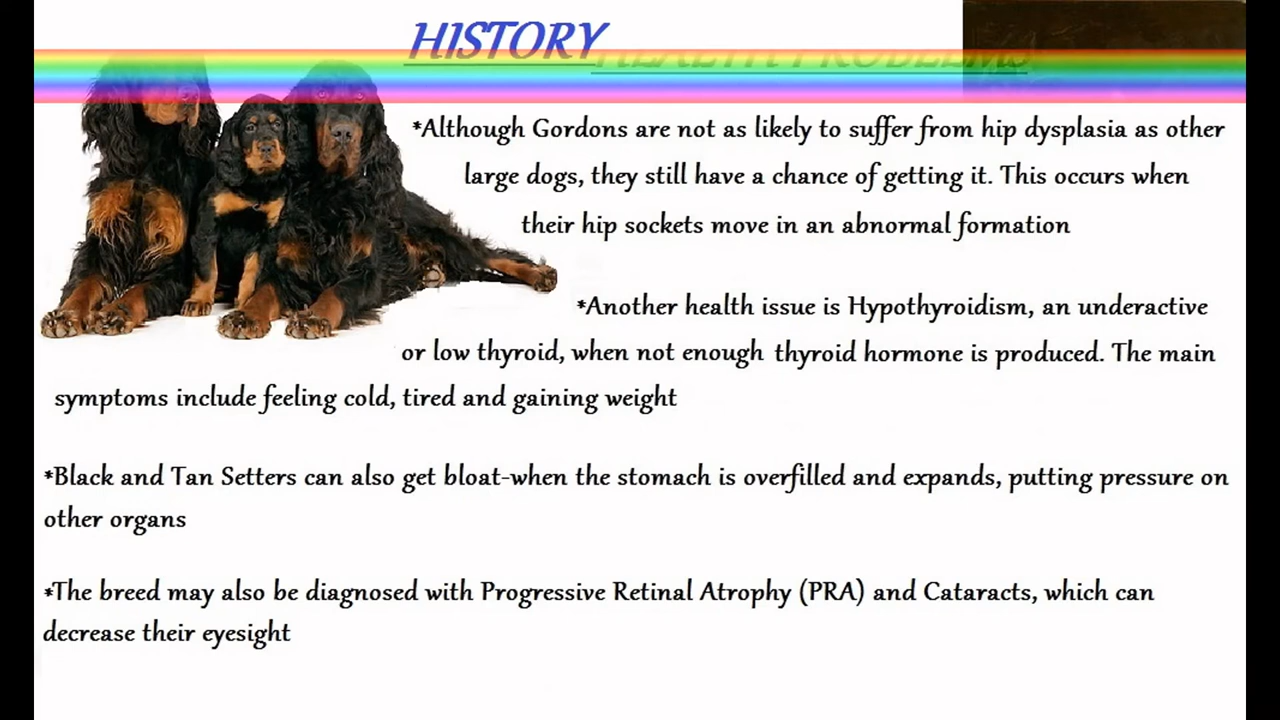 HISTORY
HEALTH PROBLEMS
*Although Gordons are not as likely to suffer from hip dysplasia as other
large dogs, they still have a chance of getting it. This occurs when
their hip sockets move in an abnormal formation
*Another health issue is Hypothyroidism, an underactive
or low thyroid, when not enough thyroid hormone is produced. The main
symptoms include feeling cold, tired and gaining weight
*Black and Tan Setters can also get bloat-when the stomach is overfilled and expands, putting pressure on
other organs
*The breed may also be diagnosed with Progressive Retinal Atrophy (PRA) and Cataracts, which can
decrease their eyesight